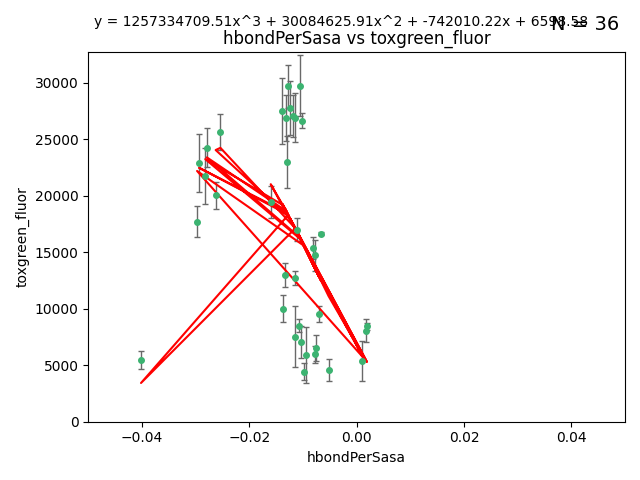 y = 1257334709.51x^3 + 30084625.91x^2 + -742010.22x + 6598.58
N = 36
hbondPerSasa vs toxgreen_fluor
30000
25000
20000
15000
10000
5000
0
toxgreen_fluor
−0.04
−0.02
0.00
0.02
0.04
hbondPerSasa